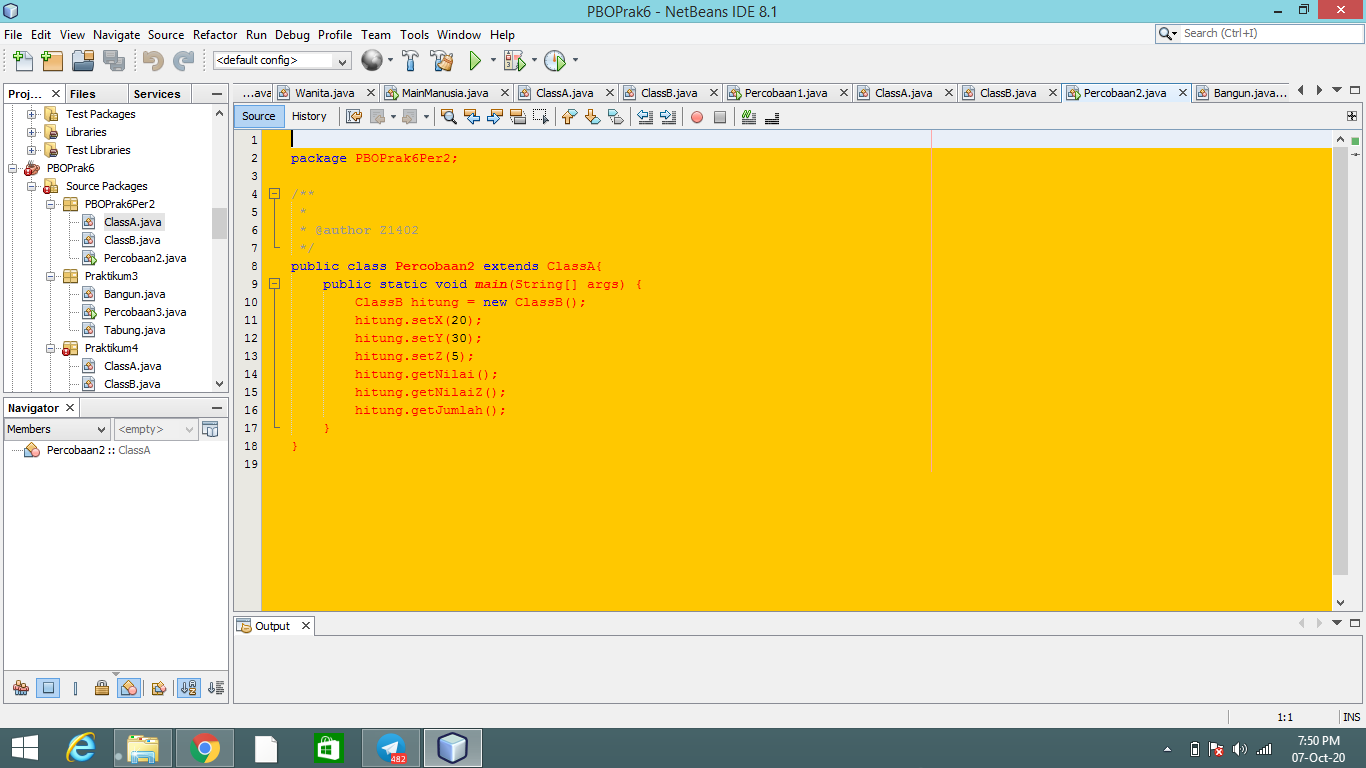 PBOPrak6 - NetBeans IDE 8.1
File Edit View Navigate Source Refactor Run Debug Profile Team Tools Window Help
Search (Ctrl+I)
<default config>
Proj... Files Services
...ava Wanita.java MainManusia.java ClassA.java ClassB.java Percobaan1.java ClassA.java ClassB.java Percobaan2.java Bangun.java...
Source History
Test Packages
Libraries
Test Libraries
PBOPrak6
Source Packages
PBOPrak6Per2
ClassA.java
ClassB.java
Percobaan2.java
Praktikum3
Bangun.java
Percobaan3.java
Tabung.java
Praktikum4
ClassA.java
ClassB.java
Navigator
Members <empty>
Percobaan2 :: ClassA
1
2 package PBOPrak6Per2;
3
4 /**
5 *
6 * @author Z1402
7 */
8 public class Percobaan2 extends ClassA{
9 public static void main(String[] args) {
10 ClassB hitung = new ClassB();
11 hitung.setX(20);
12 hitung.setY(30);
13 hitung.setZ(5);
14 hitung.getNilai();
15 hitung.getNilaiZ();
16 hitung.getJumlah();
17 }
18 }
19
Output
1:1 INS
482
7:50 PM
07-Oct-20